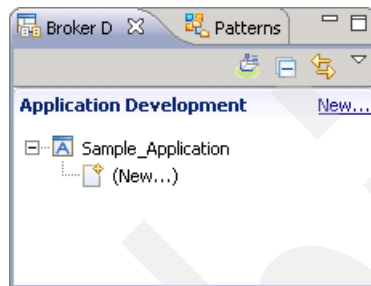 Broker D Patterns
Application Development New...
Sample_Application
(New...)